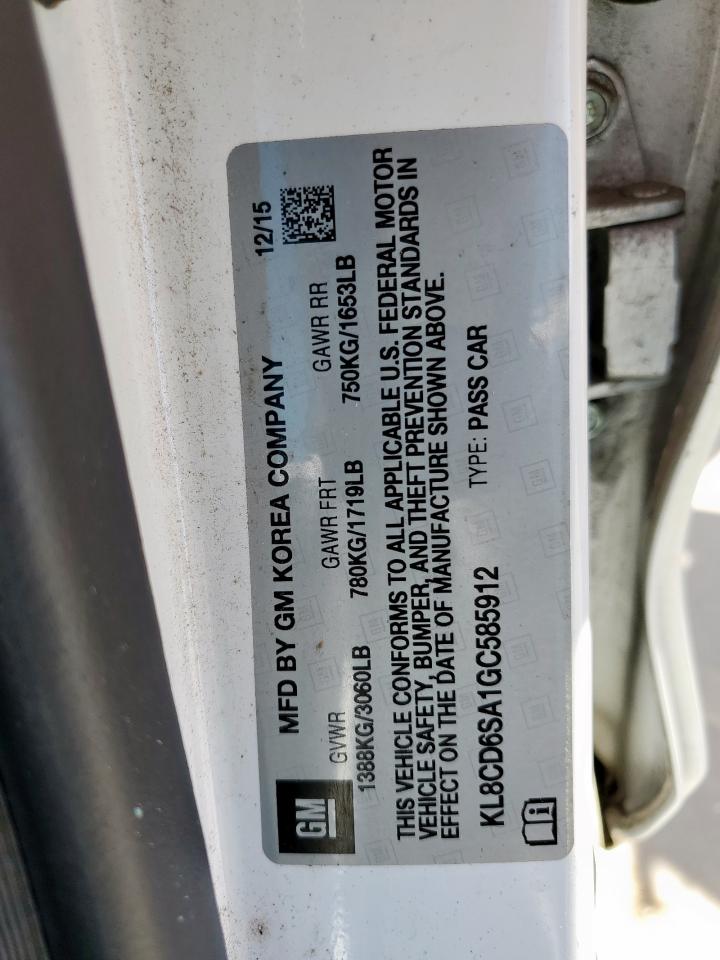 GM
MFD BY GM KOREA COMPANY 12/15
GVWR GAWR FRT GAWR RR
1388KG/3060LB 780KG/1719LB 750KG/1653LB
THIS VEHICLE CONFORMS TO ALL APPLICABLE U.S. FEDERAL MOTOR
VEHICLE SAFETY, BUMPER, AND THEFT PREVENTION STANDARDS IN
EFFECT ON THE DATE OF MANUFACTURE SHOWN ABOVE.
KL8CD6SA1GC585912 TYPE: PASS CAR